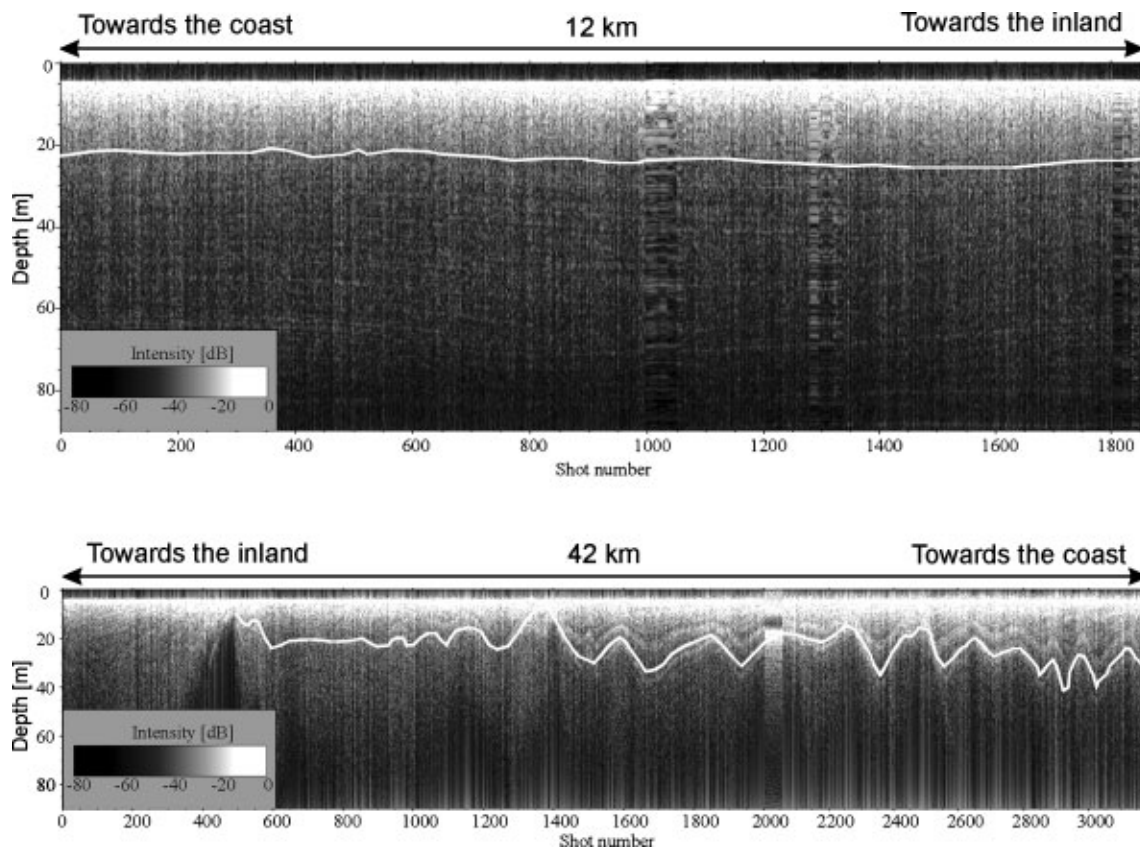 Towards the coast 12 km Towards the inland
0
20
40
60
80
Depth [m]
Intensity [dB]
-80 -60 -40 -20 0
0 200 400 600 800 1000 1200 1400 1600 1800
Shot number
Towards the inland 42 km Towards the coast
0
20
40
60
80
Depth [m]
Intensity [dB]
-80 -60 -40 -20 0
0 200 400 600 800 1000 1200 1400 1600 1800 2000 2200 2400 2600 2800 3000
Shot number